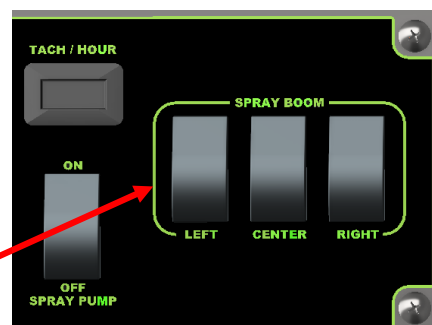 TACH / HOUR
SPRAY BOOM
ON
LEFT CENTER RIGHT
OFF
SPRAY PUMP